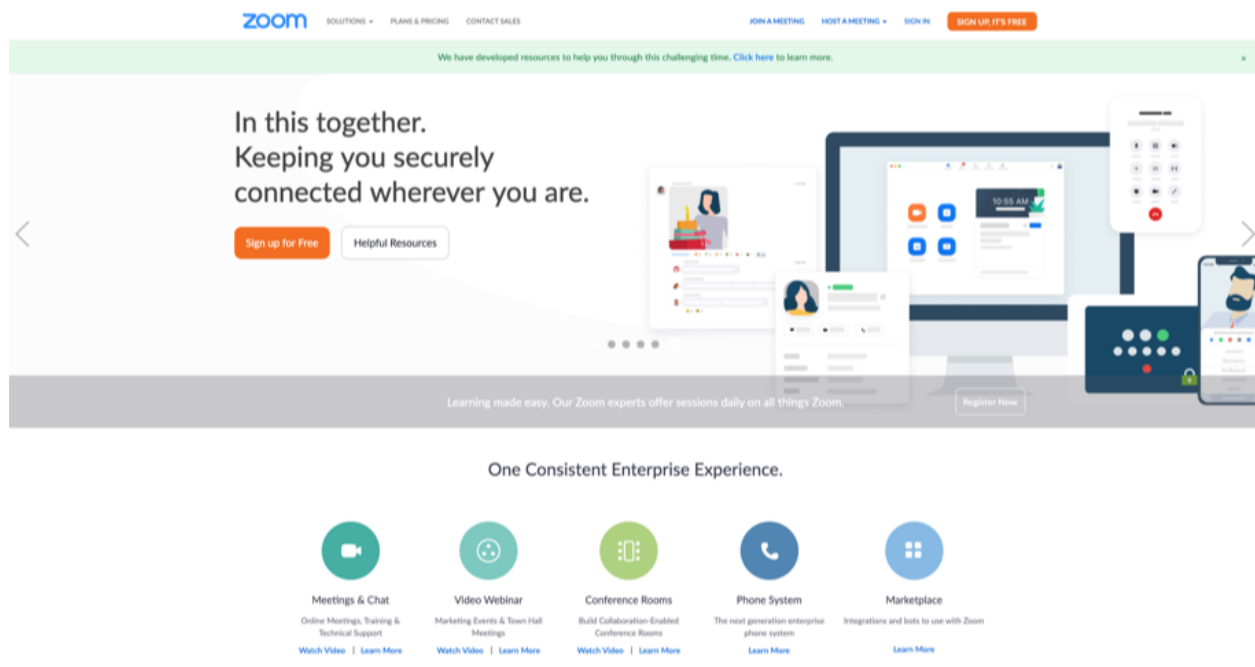 zoom SOLUTIONS PLANS & PRICING CONTACT SALES JOIN A MEETING HOST A MEETING SIGN IN SIGN UP, IT'S FREE
We have developed resources to help you through this challenging time. Click here to learn more. ×
In this together.
Keeping you securely
connected wherever you are.
Sign up for Free Helpful Resources
10:55 AM
Learning made easy. Our Zoom experts offer sessions daily on all things Zoom. Register Now
One Consistent Enterprise Experience.
Meetings & Chat
Online Meetings, Training &
Technical Support
Watch Video | Learn More
Video Webinar
Marketing Events & Town Hall
Meetings
Watch Video | Learn More
Conference Rooms
Build Collaboration-Enabled
Conference Rooms
Watch Video | Learn More
Phone System
The next generation enterprise
phone system
Learn More
Marketplace
Integrations and bots to use with Zoom
Learn More